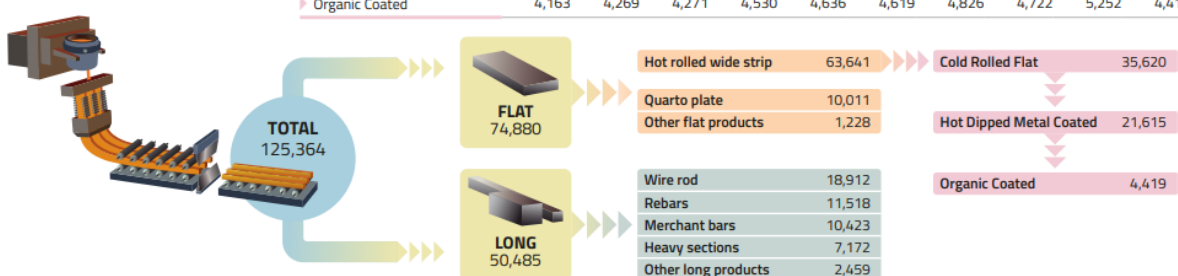 Organic Coated 4,163 4,269 4,271 4,530 4,636 4,619 4,826 4,722 5,252 4,41
TOTAL
125,364
FLAT
74,880
Hot rolled wide strip 63,641
Quarto plate 10,011
Other flat products 1,228
Cold Rolled Flat 35,620
Hot Dipped Metal Coated 21,615
Organic Coated 4,419
LONG
50,485
Wire rod 18,912
Rebars 11,518
Merchant bars 10,423
Heavy sections 7,172
Other long products 2,459